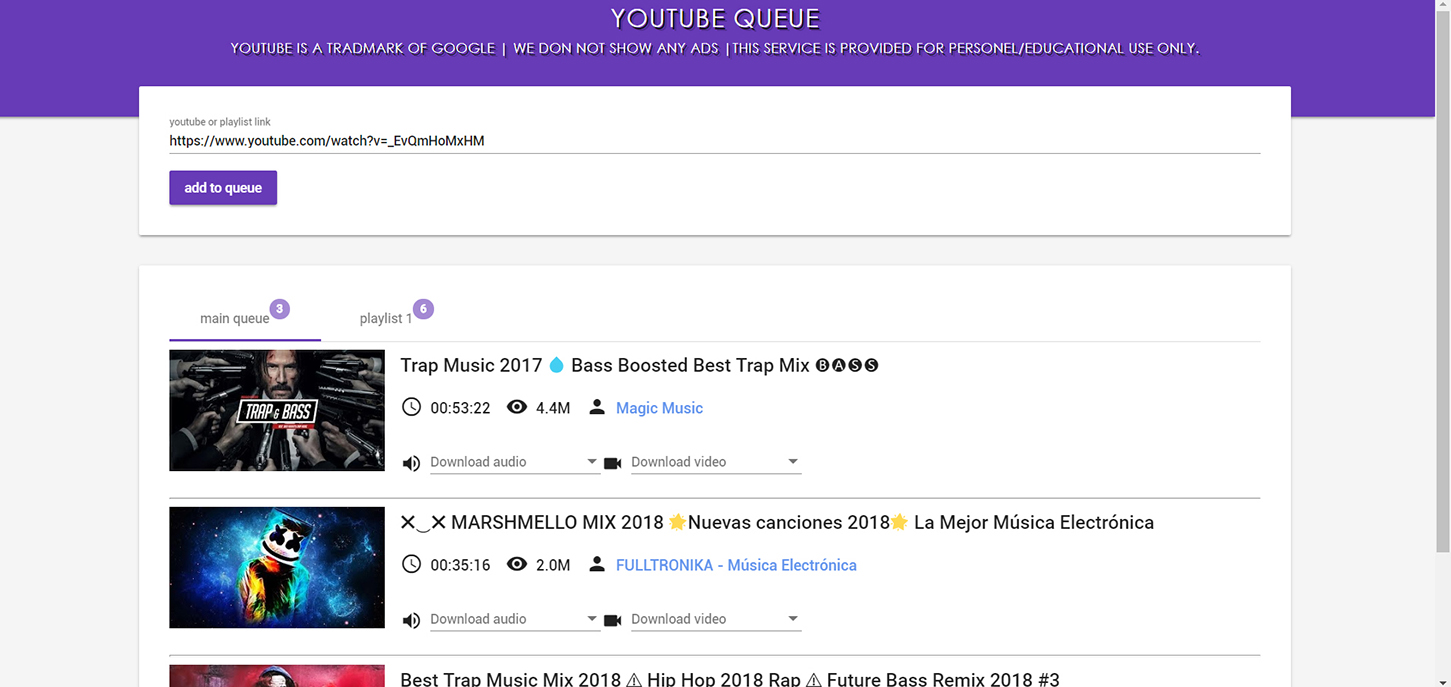 YOUTUBE QUEUE
YOUTUBE IS A TRADMARK OF GOOGLE | WE DON NOT SHOW ANY ADS |THIS SERVICE IS PROVIDED FOR PERSONEL/EDUCATIONAL USE ONLY.
youtube or playlist link
https://www.youtube.com/watch?v=_EvQmHoMxHM
add to queue
main queue 3
playlist 1 6
TRAP & BASS
Trap Music 2017 💧 Bass Boosted Best Trap Mix 🅑🅐🅢🅢
00:53:22 4.4M Magic Music
Download audio Download video
✕‿✕ MARSHMELLO MIX 2018 🌟Nuevas canciones 2018🌟 La Mejor Música Electrónica
00:35:16 2.0M FULLTRONIKA - Música Electrónica
Download audio Download video
Best Trap Music Mix 2018 ⚠ Hip Hop 2018 Rap ⚠ Future Bass Remix 2018 #3